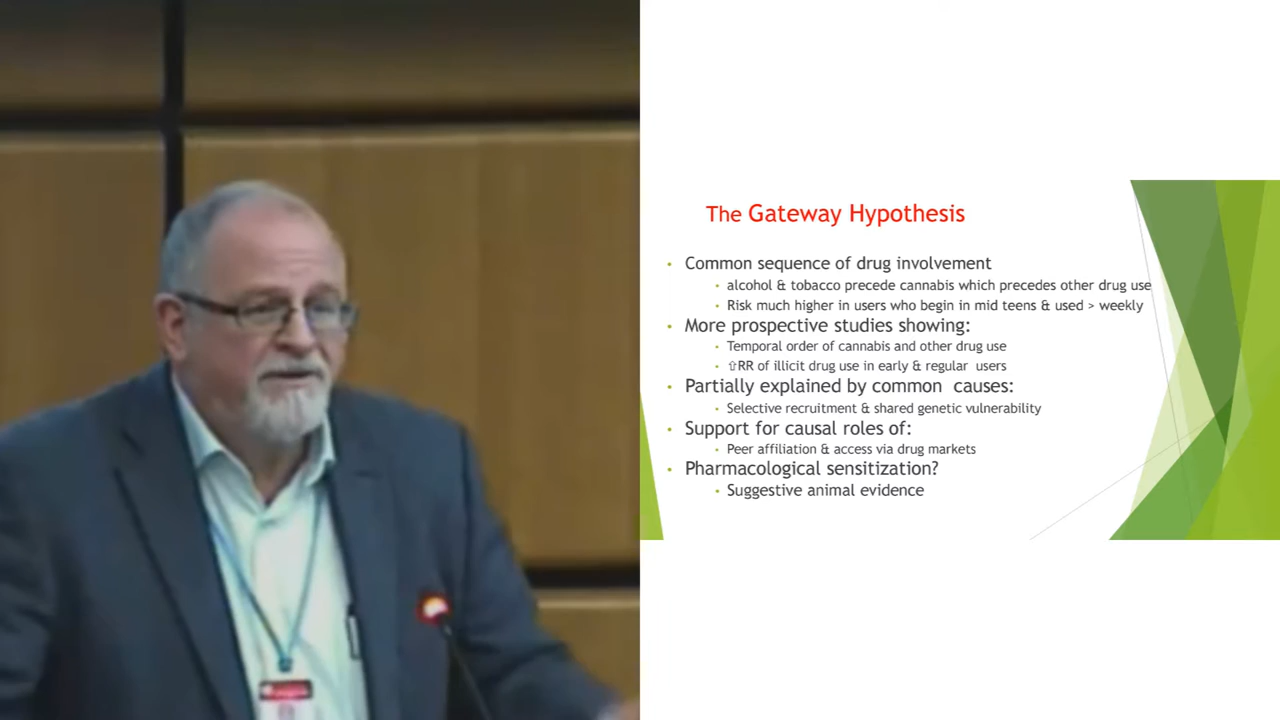 The Gateway Hypothesis
• Common sequence of drug involvement
• alcohol & tobacco precede cannabis which precedes other drug use
• Risk much higher in users who begin in mid teens & used > weekly
• More prospective studies showing:
• Temporal order of cannabis and other drug use
• ⇧RR of illicit drug use in early & regular users
• Partially explained by common causes:
• Selective recruitment & shared genetic vulnerability
• Support for causal roles of:
• Peer affiliation & access via drug markets
• Pharmacological sensitization?
• Suggestive animal evidence